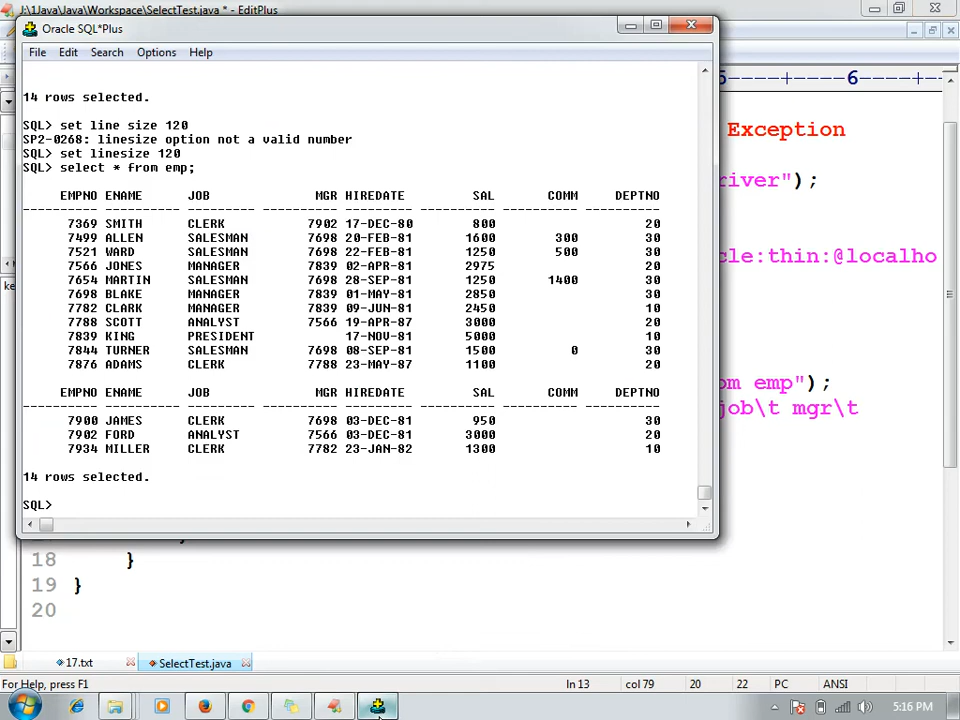 J:\1Java\Java\WhatsApp\SelectTest.java * - EditPlus
Oracle SQL*Plus
File Edit Search Options Help
14 rows selected.
SQL> set line size 120
SP2-0268: linesize option not a valid number
SQL> set linesize 120
SQL> select * from emp;
EMPNO ENAME JOB MGR HIREDATE SAL COMM DEPTNO
---------- ---------- --------- ---------- --------- ---------- ---------- ----------
7369 SMITH CLERK 7902 17-DEC-80 800 20
7499 ALLEN SALESMAN 7698 20-FEB-81 1600 300 30
7521 WARD SALESMAN 7698 22-FEB-81 1250 500 30
7566 JONES MANAGER 7839 02-APR-81 2975 20
7654 MARTIN SALESMAN 7698 28-SEP-81 1250 1400 30
7698 BLAKE MANAGER 7839 01-MAY-81 2850 30
7782 CLARK MANAGER 7839 09-JUN-81 2450 10
7788 SCOTT ANALYST 7566 19-APR-87 3000 20
7839 KING PRESIDENT 17-NOV-81 5000 10
7844 TURNER SALESMAN 7698 08-SEP-81 1500 0 30
7876 ADAMS CLERK 7788 23-MAY-87 1100 20
EMPNO ENAME JOB MGR HIREDATE SAL COMM DEPTNO
---------- ---------- --------- ---------- --------- ---------- ---------- ----------
7900 JAMES CLERK 7698 03-DEC-81 950 30
7902 FORD ANALYST 7566 03-DEC-81 3000 20
7934 MILLER CLERK 7782 23-JAN-82 1300 10
14 rows selected.
SQL>
5----+----6----+--
Exception
river");
cle:thin:@localho
om emp");
job\t mgr\t
18 }
19 }
20
17.txt SelectTest.java
For Help, press F1 ln 13 col 79 20 22 PC ANSI
5:16 PM